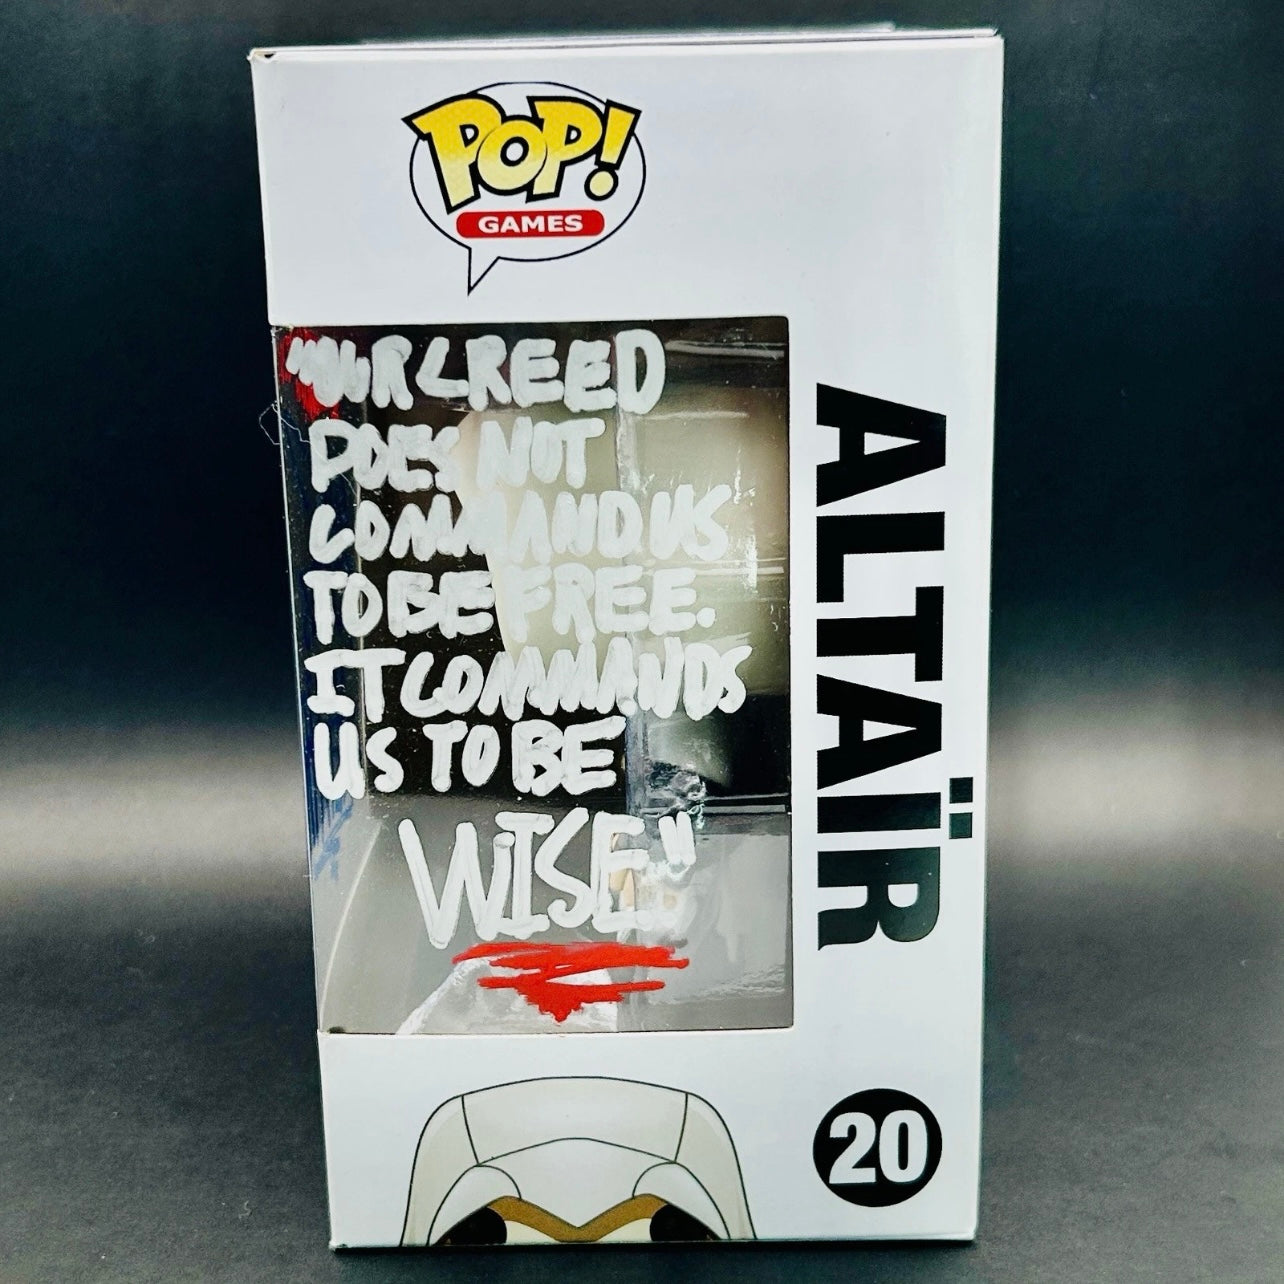 POP!
GAMES
"OUR CREED
DOES NOT
COMMAND US
TO BE FREE.
IT COMMANDS
US TO BE
WISE."
ALTAÏR
20